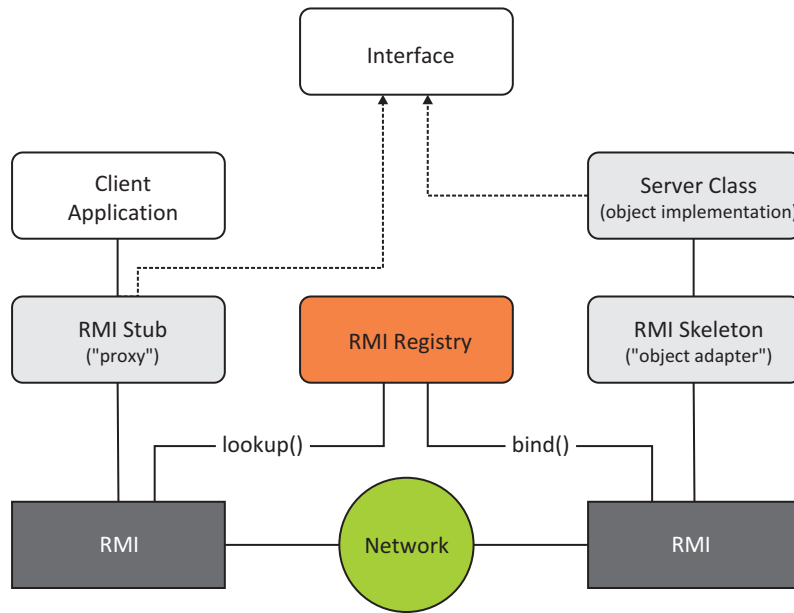 Interface
Client
Application
Server Class
(object implementation)
RMI Stub
("proxy")
RMI Registry
RMI Skeleton
("object adapter")
lookup()
bind()
RMI
Network
RMI